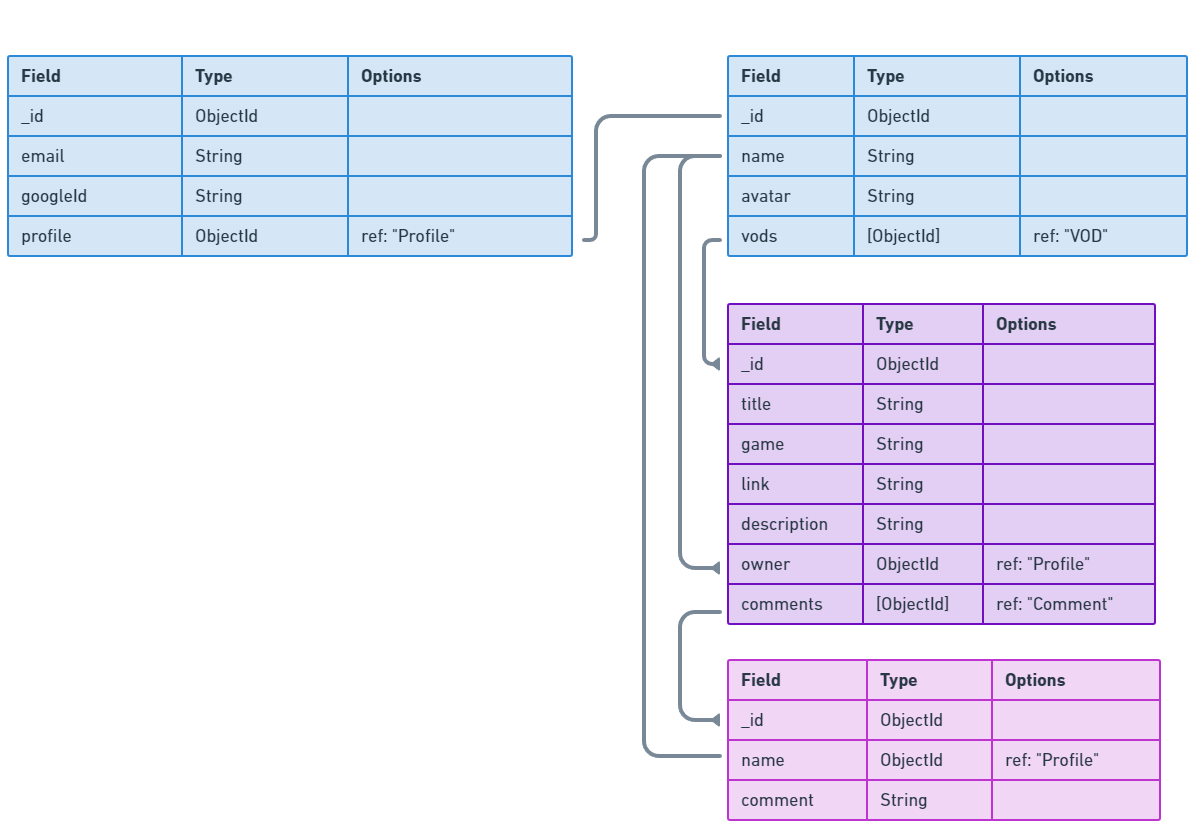 Field Type Options
_id ObjectId
email String
googleId String
profile ObjectId ref: "Profile"
Field Type Options
_id ObjectId
name String
avatar String
vods [ObjectId] ref: "VOD"
Field Type Options
_id ObjectId
title String
game String
link String
description String
owner ObjectId ref: "Profile"
comments [ObjectId] ref: "Comment"
Field Type Options
_id ObjectId
name ObjectId ref: "Profile"
comment String